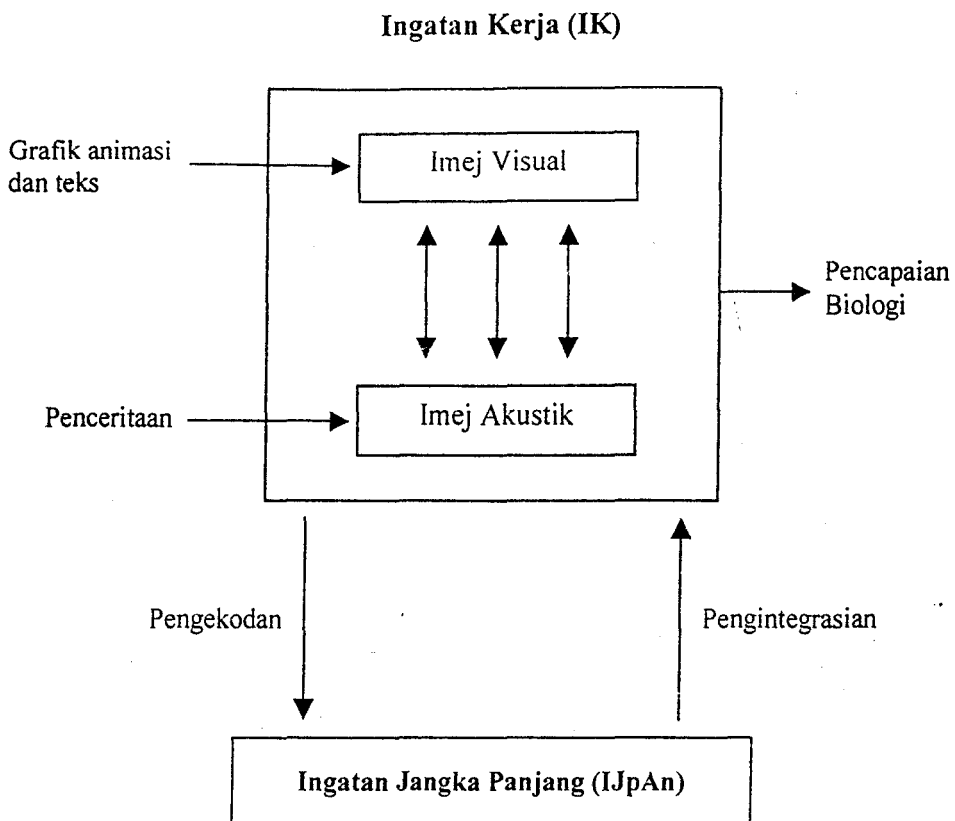 Ingatan Kerja (IK)
Grafik animasi
dan teks
Imej Visual
Pencapaian
Biologi
Penceritaan
Imej Akustik
Pengekodan
Pengintegrasian
Ingatan Jangka Panjang (IJpAn)